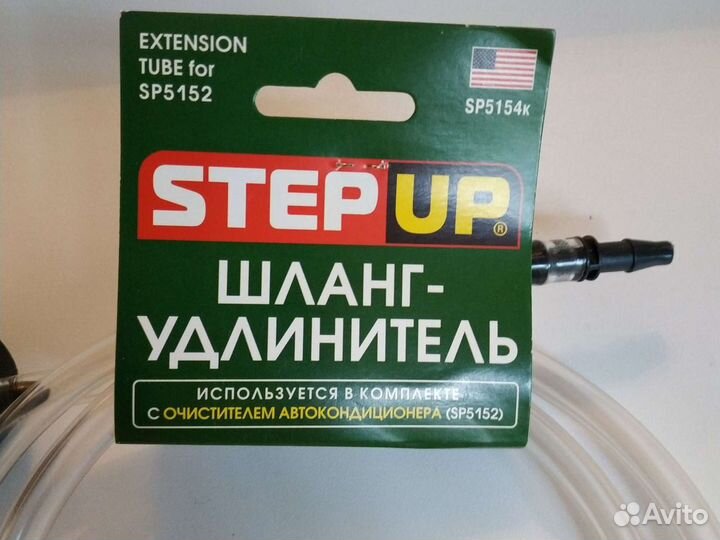 EXTENSION
TUBE for
SP5152
SP5154к
STEP UP®
ШЛАНГ-
УДЛИНИТЕЛЬ
ИСПОЛЬЗУЕТСЯ В КОМПЛЕКТЕ
С ОЧИСТИТЕЛЕМ АВТОКОНДИЦИОНЕРА (SP5152)
Avito